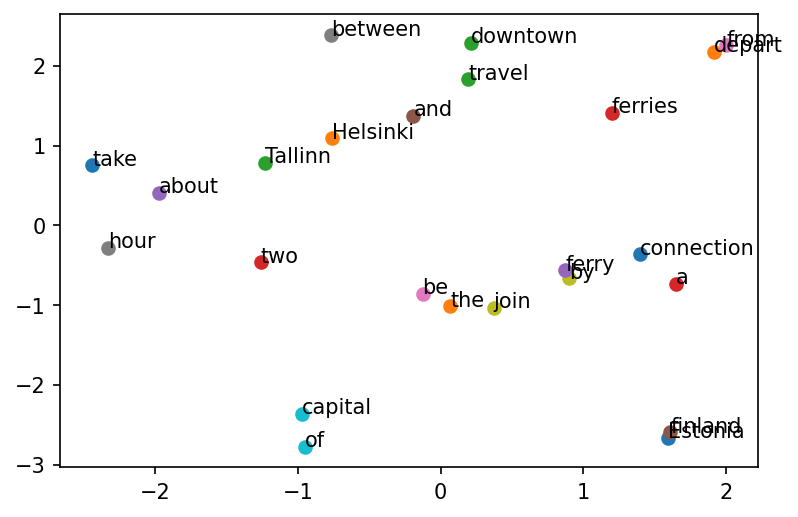 between
downtown
from
depart
travel
ferries
and
Helsinki
Tallinn
take
about
hour
two
connection
ferry
by
a
be
the
join
capital
of
finland
Estonia
2
1
0
−1
−2
−3
−2 −1 0 1 2